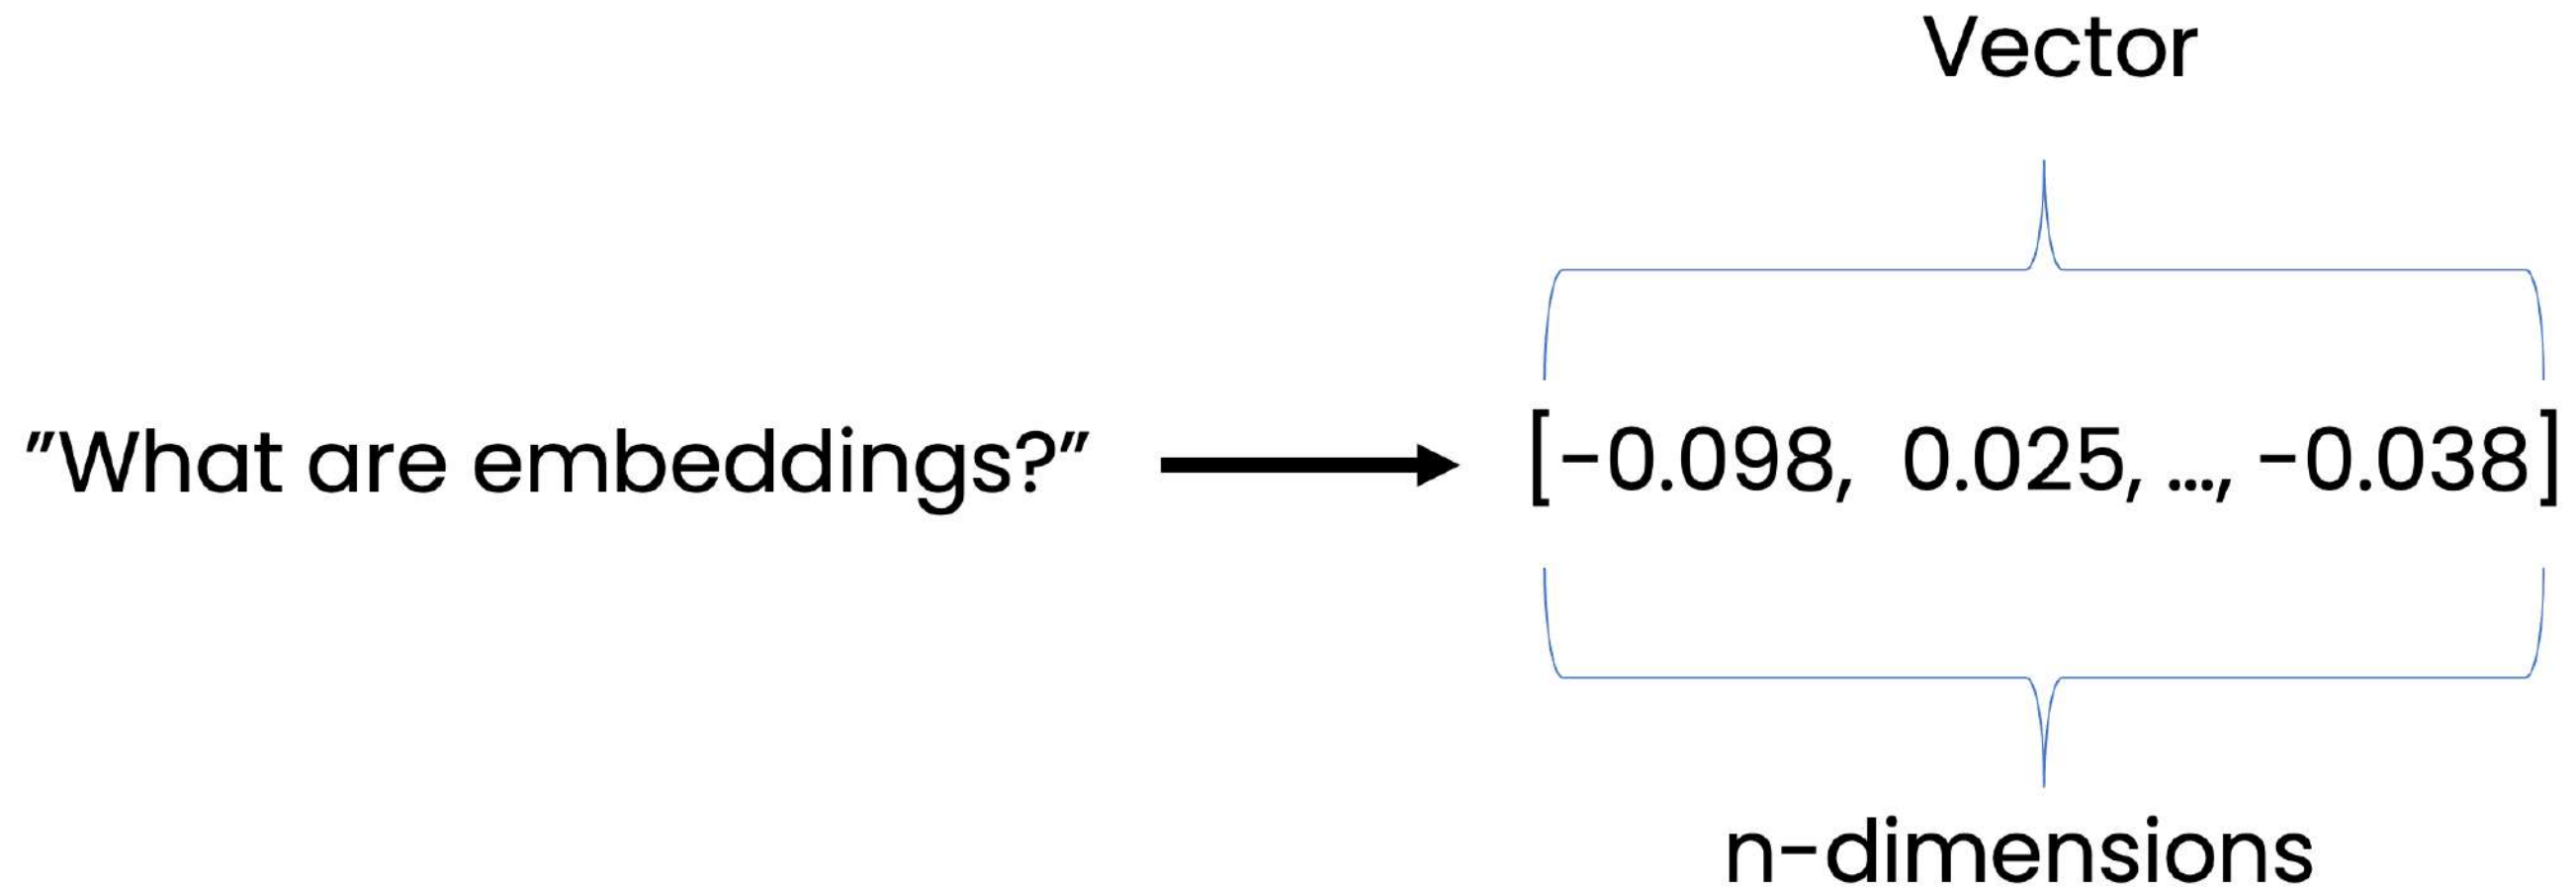 Vector
”What are embeddings?” [-0.098, 0.025, ..., -0.038]
n-dimensions